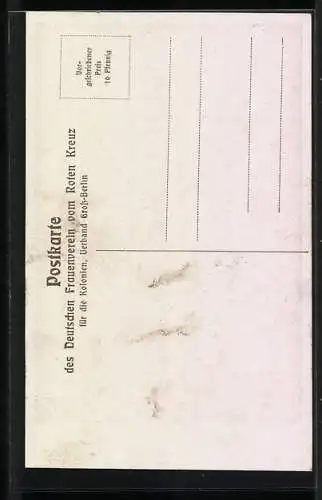 Postkarte
des Deutschen Frauenverein vom Roten Kreuz
für die Kolonien, Verband Groß-Berlin
Vor-
geschriebener
Preis
10 Pfennig